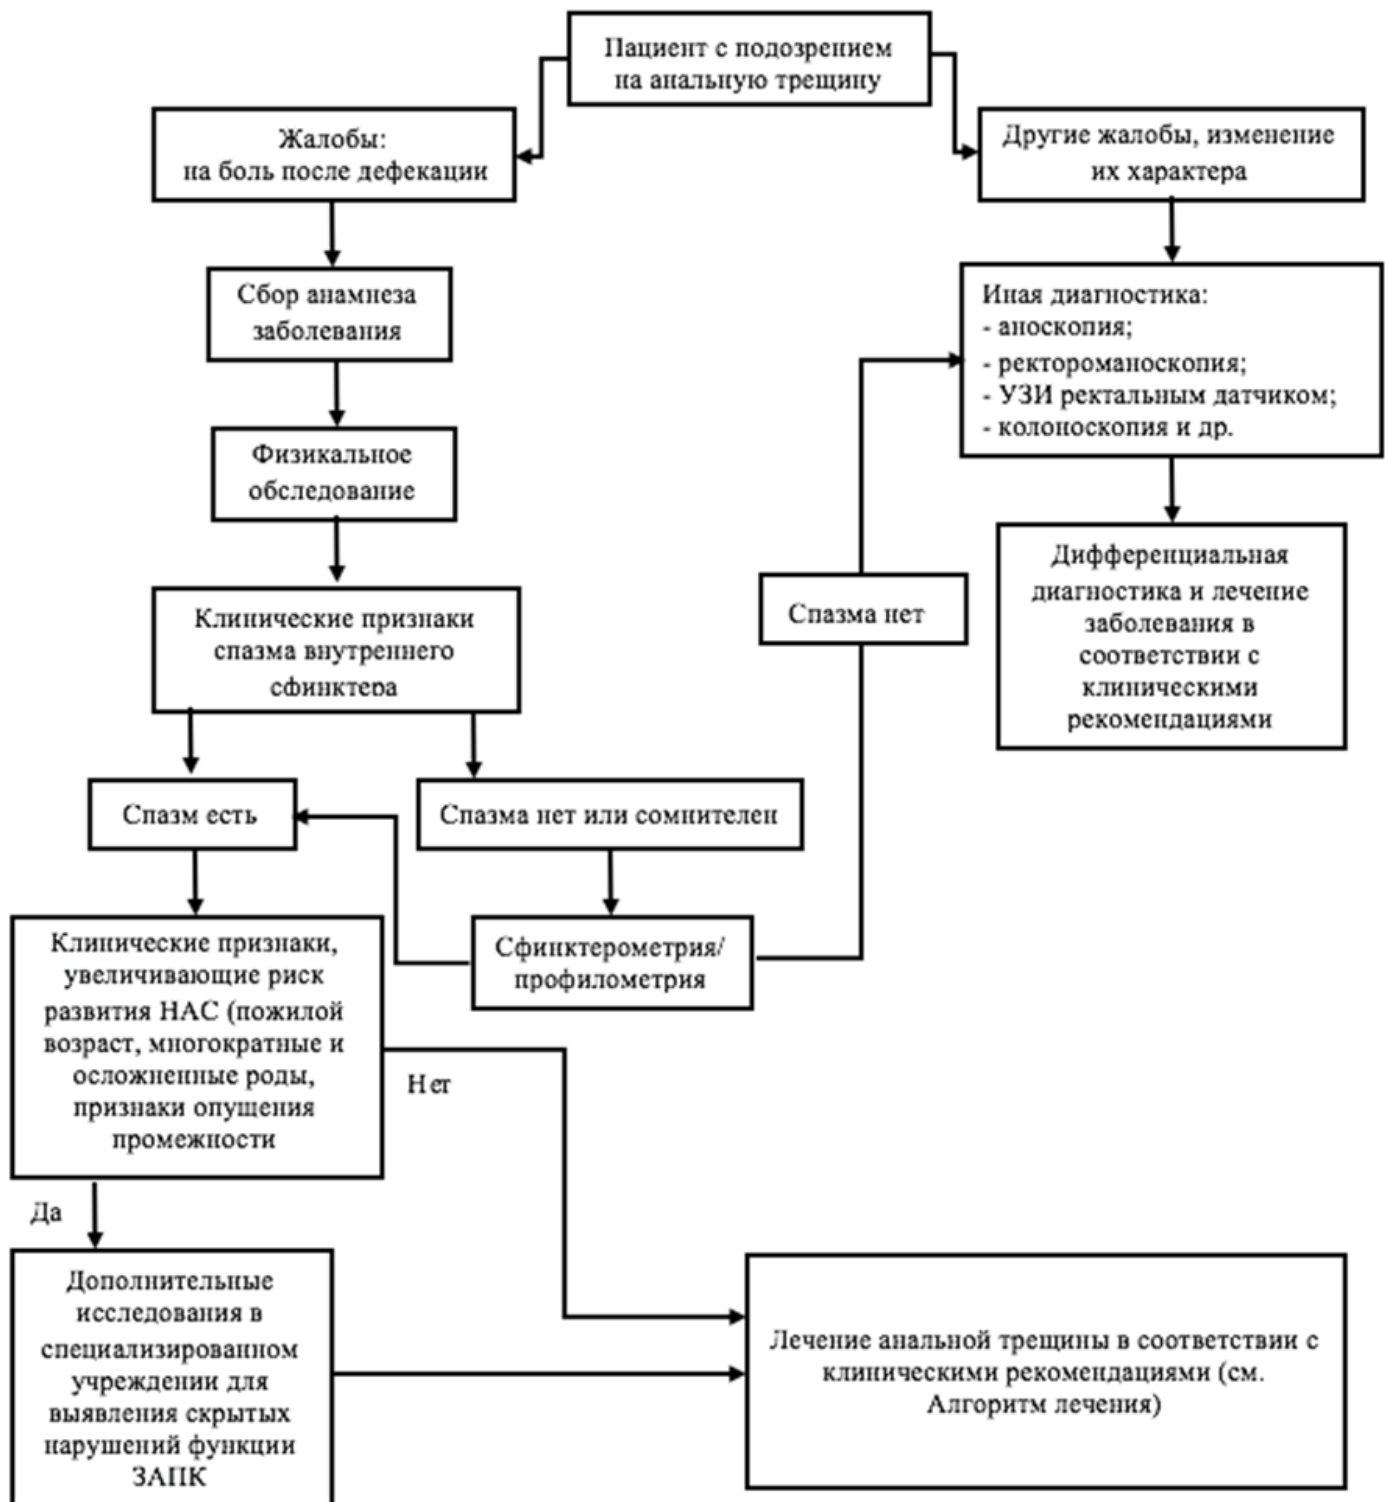 Пациент с подозрением
на анальную трещину
Жалобы:
на боль после дефекации
Другие жалобы, изменение
их характера
Сбор анамнеза
заболевания
Иная диагностика:
- аноскопия;
- ректороманоскопия;
- УЗИ ректальным датчиком;
- колоноскопия и др.
Физикальное
обследование
Дифференциальная
диагностика и лечение
заболевания в
соответствии с
клиническими
рекомендациями
Клинические признаки
спазма внутреннего
сфинктера
Спазма нет
Спазм есть
Спазма нет или сомнителен
Клинические признаки,
увеличивающие риск
развития НАС (пожилой
возраст, многократные и
осложненные роды,
признаки опущения
промежности
Сфинктерометрия/
профилометрия
Нет
Да
Дополнительные
исследования в
специализированном
учреждении для
выявления скрытых
нарушений функции
ЗАПК
Лечение анальной трещины в соответствии с
клиническими рекомендациями (см.
Алгоритм лечения)